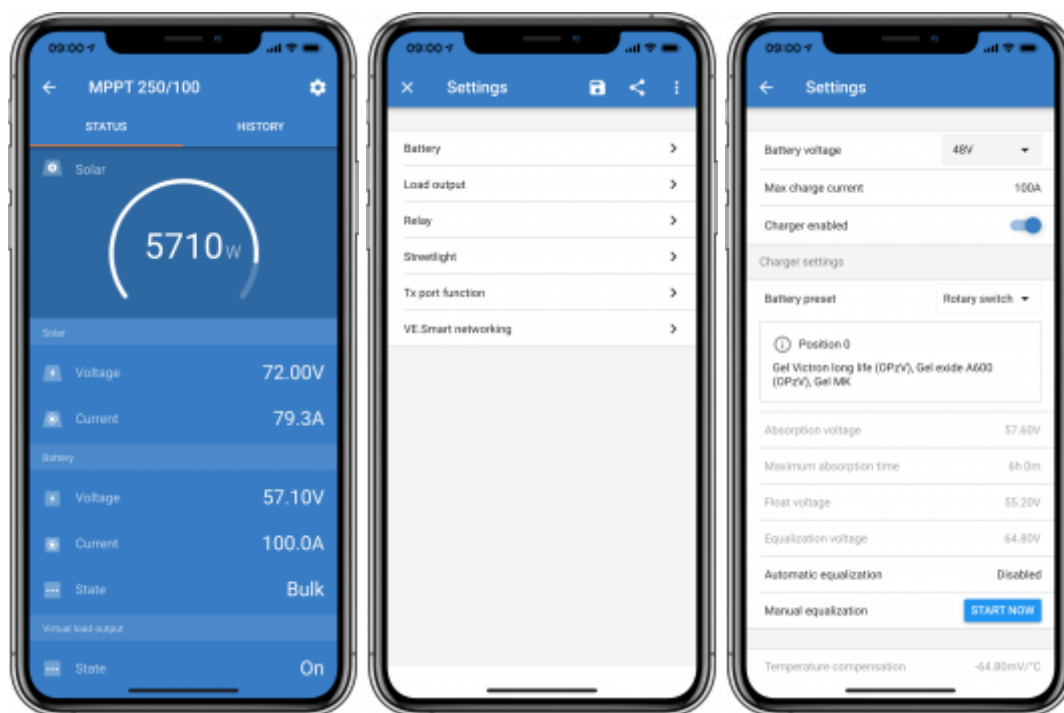 09:00
MPPT 250/100
STATUS HISTORY
Solar
5710W
Solar
Voltage 72.00V
Current 79.3A
Battery
Voltage 57.10V
Current 100.0A
State Bulk
Virtual load output
State On
09:00
Settings
Battery
Load output
Relay
Streetlight
Tx port function
VE.Smart networking
09:00
Settings
Battery voltage 48V
Max charge current 100A
Charger enabled
Charger settings
Battery preset Rotary switch
Position 0
Gel Victron long life (OPzV), Gel exide A600
(OPzV), Gel MK
Absorption voltage 57.60V
Maximum absorption time 6h 0m
Float voltage 55.20V
Equalization voltage 64.80V
Automatic equalization Disabled
Manual equalization START NOW
Temperature compensation -64.80mV/°C